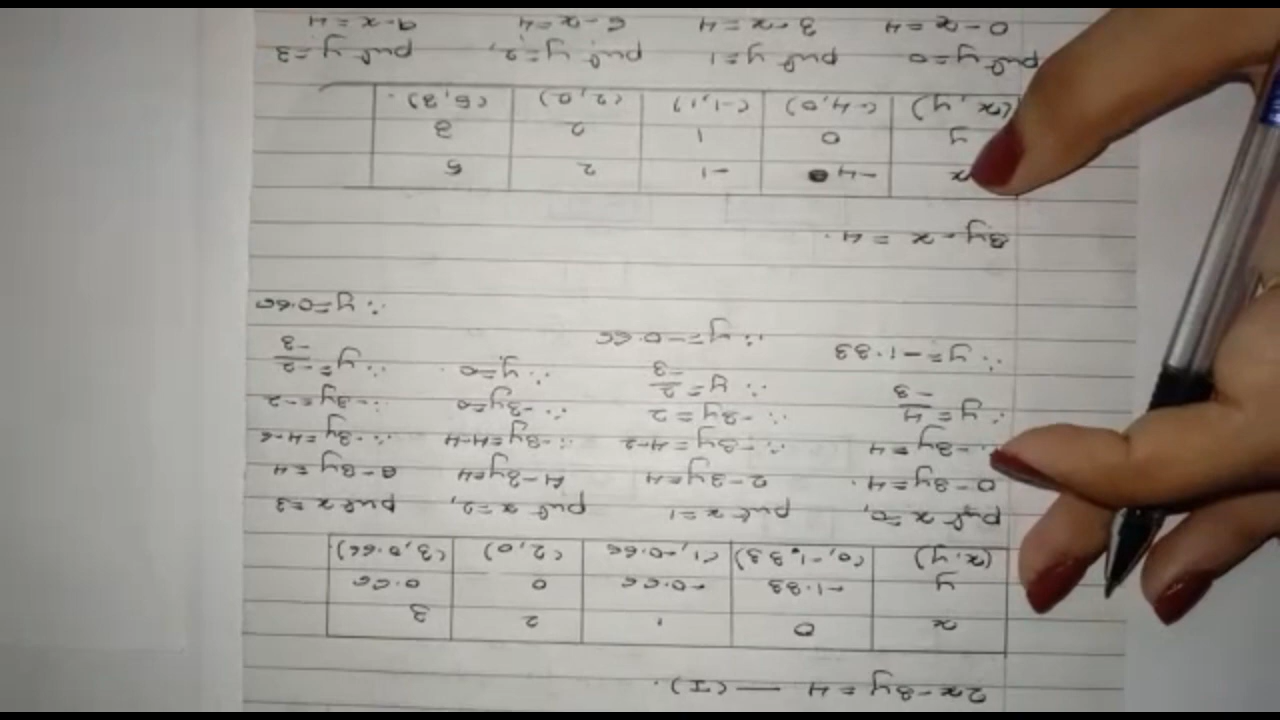 2x-3y=4 — (I).
x 0 1 2 3
y -1.33 -0.66 0 0.66
(x,y) (0,-1.33) (1,-0.66 (2,0) (3,0.66)
put x=0, put x=1 put x=2, put x=3
0-3y=4. 2-3y=4 4-3y=4 6-3y=4
∴ -3y=4 ∴ -3y=4-2 ∴ -3y=4-4 ∴ -3y=4-6
∴ y=4/-3 ∴ -3y=2 ∴ -3y=0 ∴ -3y=-2
∴ y=-1.33 ∴ y=2/-3 ∴ y=0 ∴ y=-2/-3
∴ y=-0.66 ∴ y=0.66
3y-x=4.
x -4 -1 2 5
y 0 1 2 3
(x,y) (-4,0) (-1,1) (2,0) (5,3).
put y=0 put y=1 put y=2, put y=3
0-x=4 3-x=4 6-x=4 9-x=4